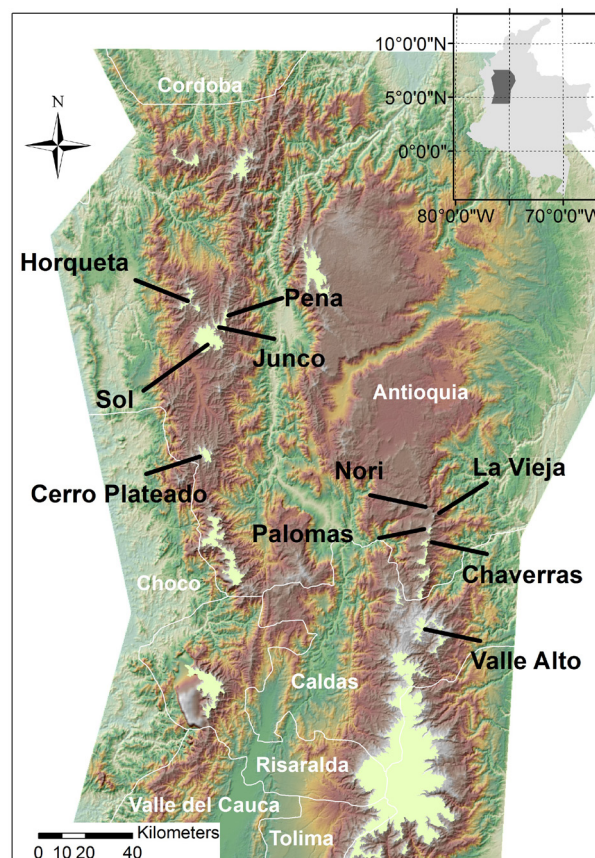 10°0'0"N
Cordoba
N
5°0'0"N
0°0'0"
80°0'0"W
70°0'0"W
Horqueta
Pena
Junco
Sol
Antioquia
Nori
La Vieja
Cerro Plateado
Palomas
Chaverras
Choco
Valle Alto
Caldas
Risaralda
Valle del Cauca
Kilometers
Tolima
0 10 20 40